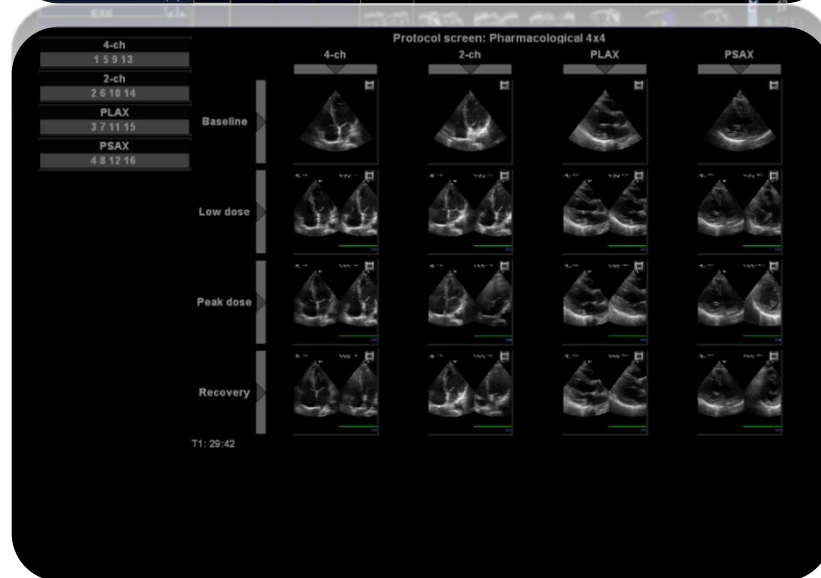 Protocol screen: Pharmacological 4x4
4-ch
1 5 9 13
2-ch
2 6 10 14
PLAX
3 7 11 15
PSAX
4 8 12 16
4-ch 2-ch PLAX PSAX
Baseline
Low dose
Peak dose
Recovery
T1: 29:42